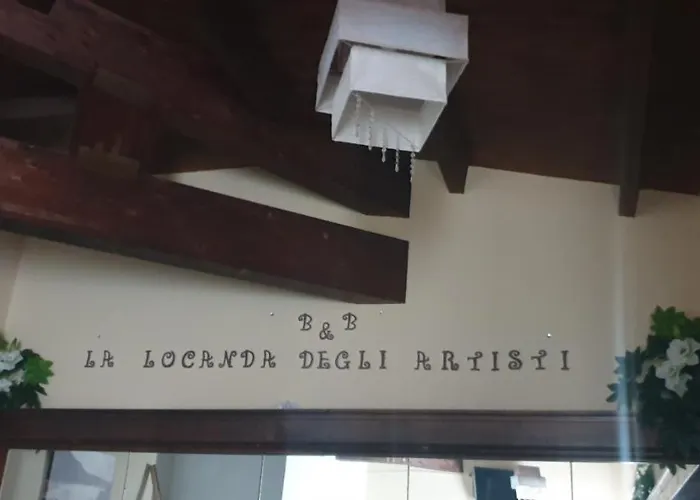 B & B
LA LOCANDA DEGLI ARTISTI